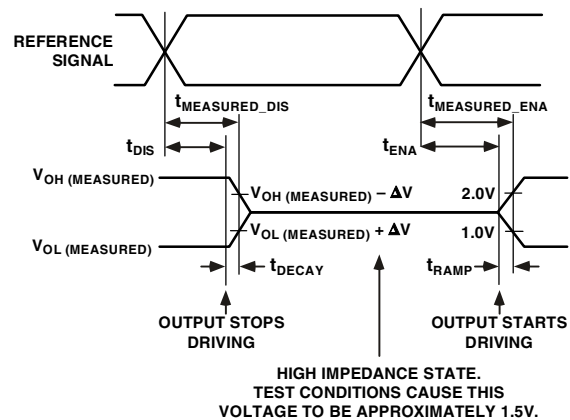 REFERENCE
SIGNAL
tMEASURED_DIS
tMEASURED_ENA
tDIS
tENA
VOH (MEASURED)
VOH (MEASURED) – ΔV
2.0V
VOL (MEASURED) + ΔV
1.0V
VOL (MEASURED)
tDECAY
tRAMP
OUTPUT STOPS
DRIVING
OUTPUT STARTS
DRIVING
HIGH IMPEDANCE STATE.
TEST CONDITIONS CAUSE THIS
VOLTAGE TO BE APPROXIMATELY 1.5V.